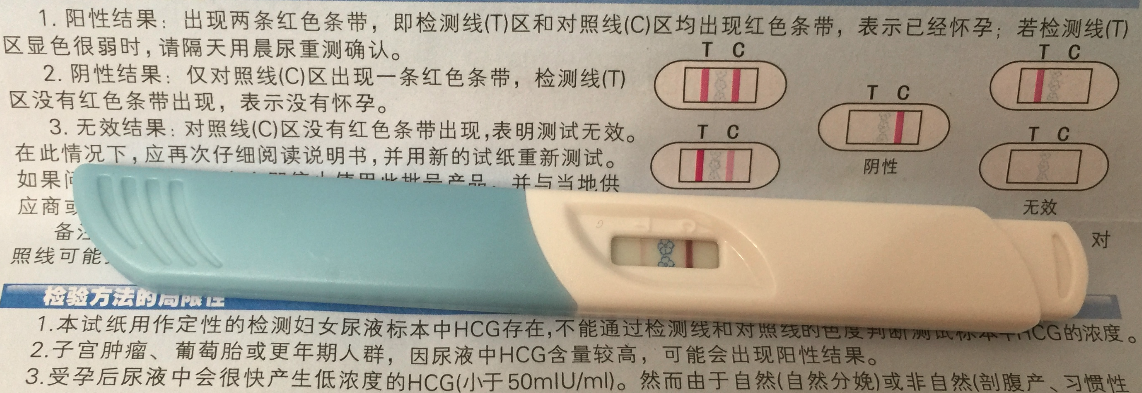 1. 阳性结果：出现两条红色条带，即检测线(T)区和对照线(C)区均出现红色条带，表示已经怀孕；若检测线(T)
区显色很弱时，请隔天用晨尿重测确认。
T C
T C
2. 阴性结果：仅对照线(C)区出现一条红色条带，检测线(T)
区没有红色条带出现，表示没有怀孕。
T C
3. 无效结果：对照线(C)区没有红色条带出现，表明测试无效。
T C
T C
在此情况下，应再次仔细阅读说明书，并用新的试纸重新测试。
阴性
如果
使用此批号产品，并与当地供
应商或
无效
备注
对
照线可能
检验方法的局限性
1.本试纸用作定性的检测妇女尿液标本中HCG存在，不能通过检测线和对照线的色度判断测试标本中HCG的浓度。
2.子宫肿瘤、葡萄胎或更年期人群，因尿液中HCG含量较高，可能会出现阳性结果。
3.受孕后尿液中会很快产生低浓度的HCG(小于50mIU/ml)。然而由于自然(自然分娩)或非自然(剖腹产、习惯性